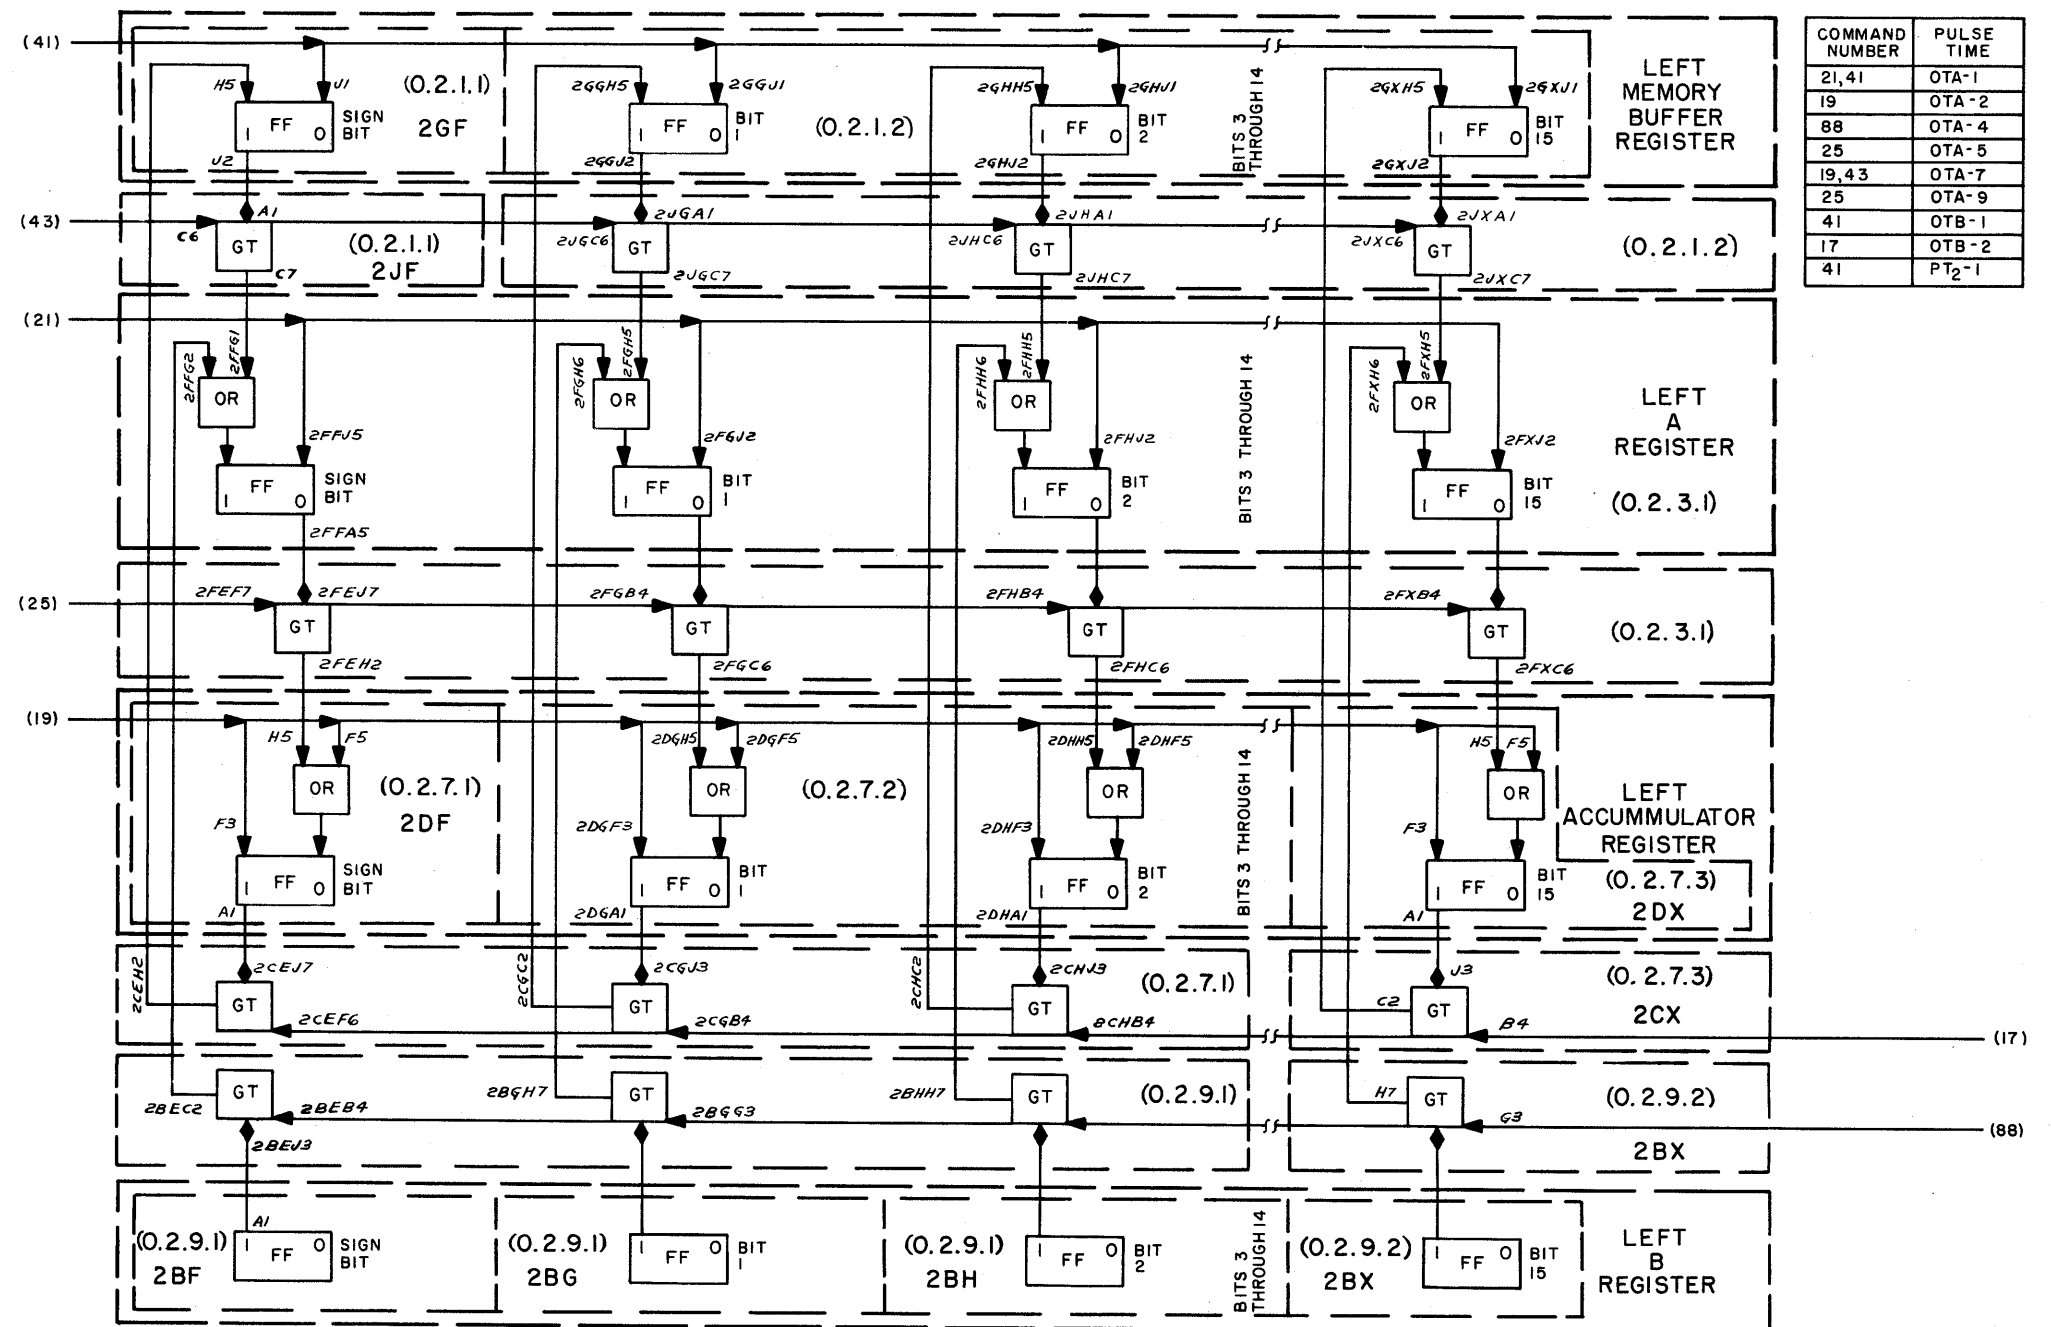 (41)
H5
J1
(0.2.1.1)
2GF
1 FF 0
SIGN
BIT
J2
2GGH5
2GGJ1
1 FF 0
BIT
1
2GGJ2
(0.2.1.2)
2GHH5
2GHJ1
1 FF 0
BIT
2
2GHJ2
BITS 3
THROUGH 14
2GXH5
2GXJ1
1 FF 0
BIT
15
2GXJ2
LEFT
MEMORY
BUFFER
REGISTER
COMMAND NUMBER PULSE TIME
21,41 OTA-1
19 OTA-2
88 OTA-4
25 OTA-5
19,43 OTA-7
25 OTA-9
41 OTB-1
17 OTB-2
41 PT2-1
(43)
C6
A1
GT
C7
(0.2.1.1)
2JF
2JGC6
2JGA1
GT
2JGC7
2JHC6
2JHA1
GT
2JHC7
2JXC6
2JXA1
GT
2JXC7
(0.2.1.2)
(21)
2FFG2
2FFG1
OR
2FFJ5
1 FF 0
SIGN
BIT
2FFA5
2FGH6
2FGH5
OR
2FGJ2
1 FF 0
BIT
1
2FHH6
2FHH5
OR
2FHJ2
1 FF 0
BIT
2
BITS 3 THROUGH 14
2FXH6
2FXH5
OR
2FXJ2
1 FF 0
BIT
15
LEFT
A
REGISTER
(0.2.3.1)
(25)
2FEF7
2FEJ7
GT
2FEH2
2FGB4
GT
2FGC6
2FHB4
GT
2FHC6
2FXB4
GT
2FXC6
(0.2.3.1)
(19)
H5
F5
OR
F3
(0.2.7.1)
2DF
1 FF 0
SIGN
BIT
A1
2DGH5
2DGF5
OR
2DGF3
(0.2.7.2)
1 FF 0
BIT
1
2DGA1
2DHH5
2DHF5
OR
2DHF3
1 FF 0
BIT
2
2DHA1
BITS 3 THROUGH 14
H5
F5
OR
F3
1 FF 0
BIT
15
A1
LEFT
ACCUMMULATOR
REGISTER
(0.2.7.3)
2DX
2CEH2
2CEJ7
GT
2CEF6
2CGC2
2CGJ3
GT
2CGB4
2CHC2
2CHJ3
GT
8CHB4
(0.2.7.1)
J3
C2
GT
B4
(0.2.7.3)
2CX
(17)
GT
2BEC2
2BEB4
2BEJ3
2BGH7
GT
2BGG3
2BHH7
GT
(0.2.9.1)
H7
GT
G3
(0.2.9.2)
2BX
(88)
(0.2.9.1)
2BF
A1
1 FF 0
SIGN
BIT
(0.2.9.1)
2BG
1 FF 0
BIT
1
(0.2.9.1)
2BH
1 FF 0
BIT
2
BITS 3
THROUGH 14
(0.2.9.2)
2BX
1 FF 0
BIT
15
LEFT
B
REGISTER